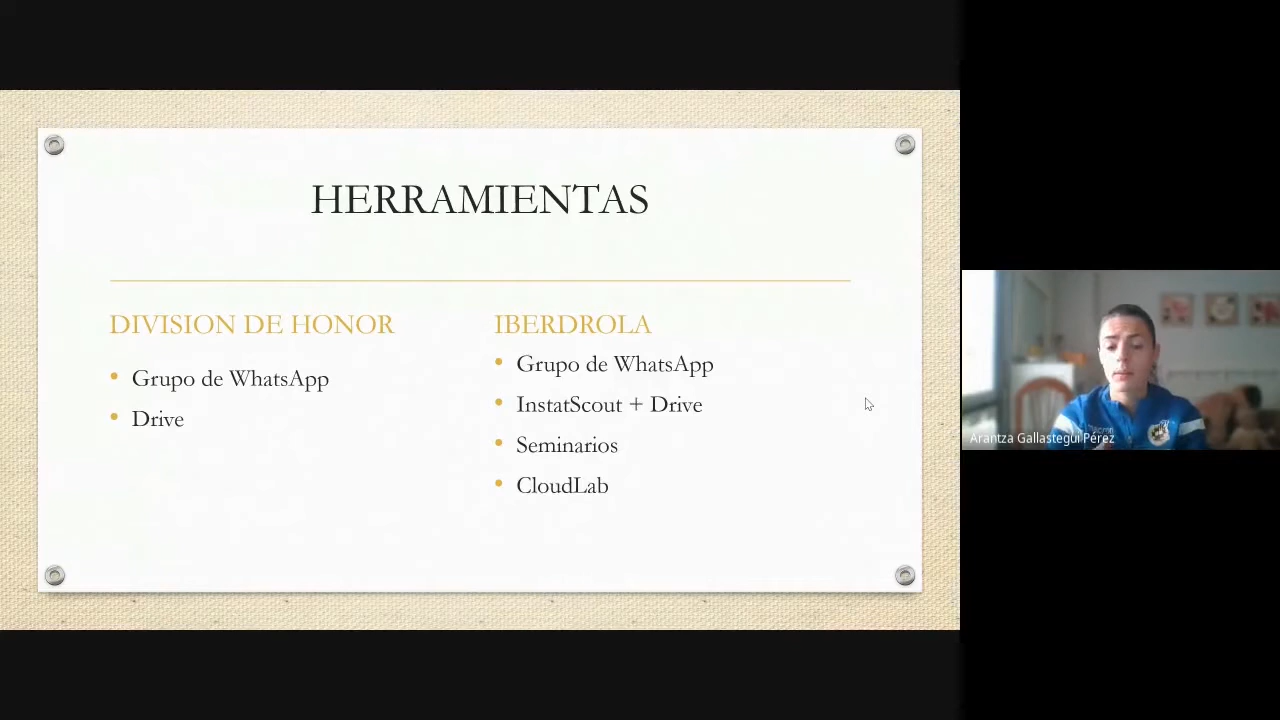 HERRAMIENTAS
DIVISION DE HONOR
• Grupo de WhatsApp
• Drive
IBERDROLA
• Grupo de WhatsApp
• InstatScout + Drive
• Seminarios
• CloudLab
Arantza Gallastegui Pérez